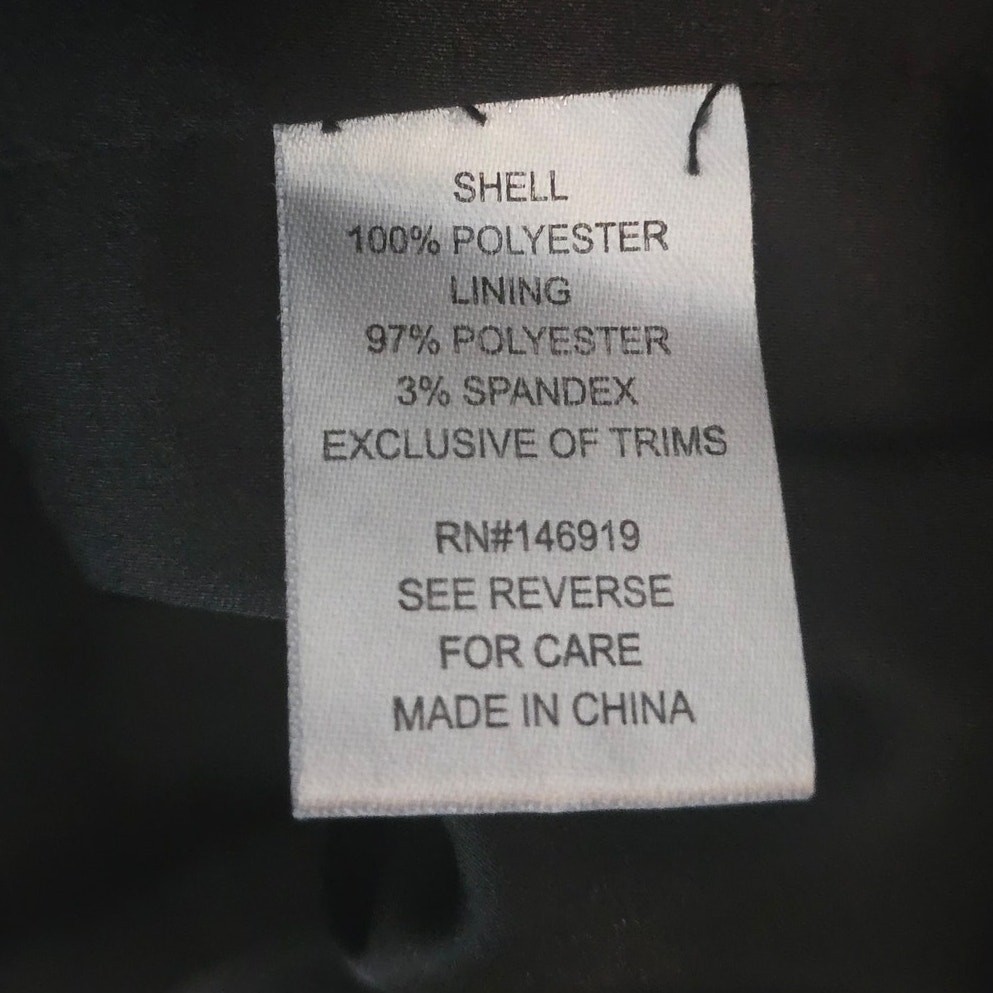 SHELL
100% POLYESTER
LINING
97% POLYESTER
3% SPANDEX
EXCLUSIVE OF TRIMS
RN#146919
SEE REVERSE
FOR CARE
MADE IN CHINA